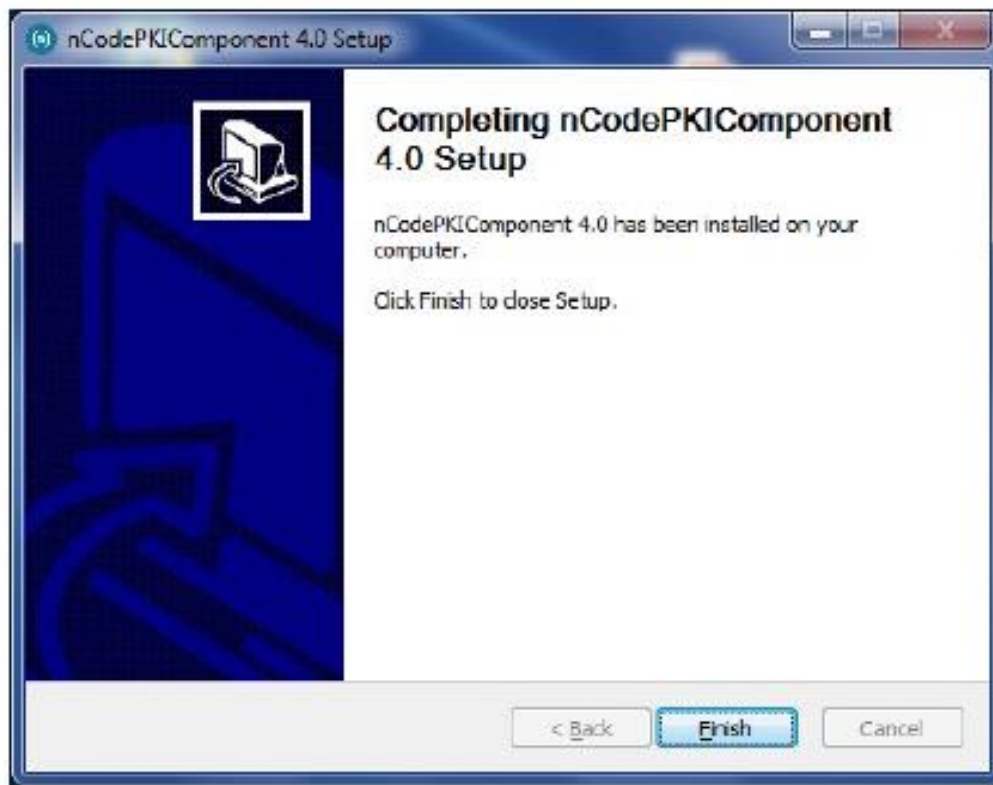 nCodePKIComponent 4.0 Setup
Completing nCodePKIComponent
4.0 Setup
nCodePKIComponent 4.0 has been installed on your
computer.
Click Finish to close Setup.
< Back
Finish
Cancel